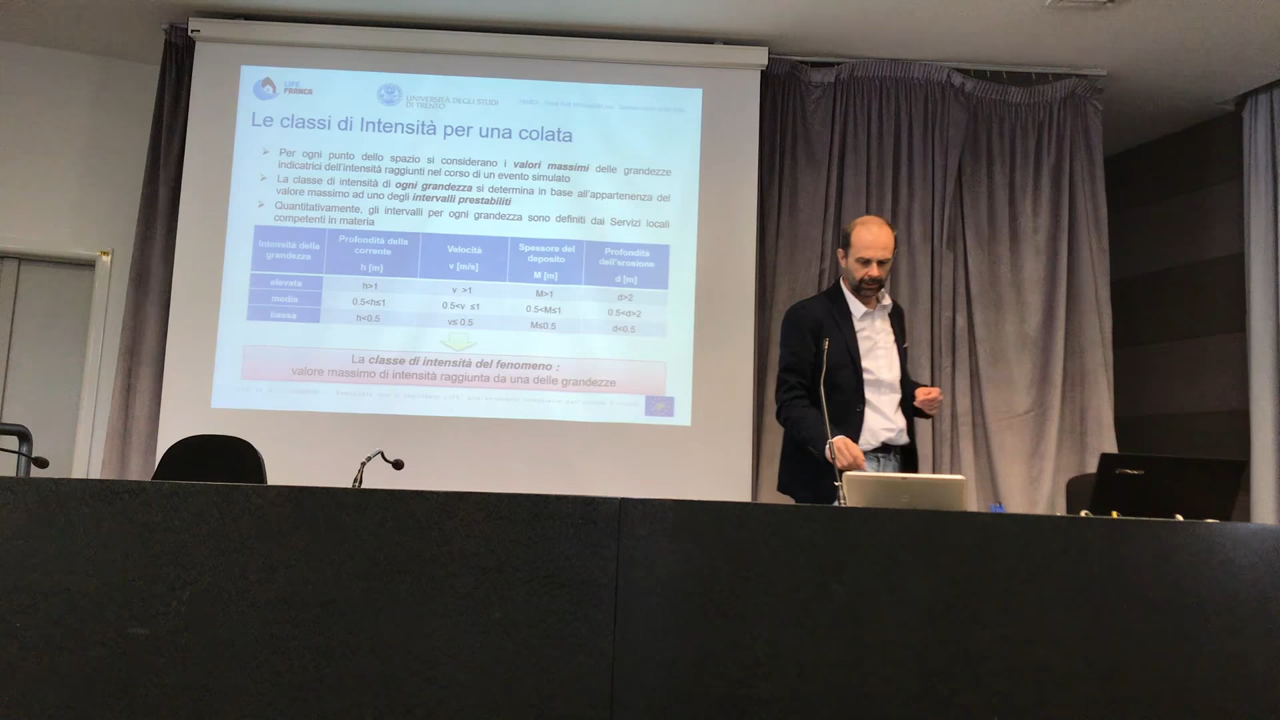 LIFE
FRANCA
UNIVERSITÀ DEGLI STUDI
DI TRENTO
Le classi di Intensità per una colata
Per ogni punto dello spazio si considerano i valori massimi delle grandezze
indicatrici dell'intensità raggiunti nel corso di un evento simulato
La classe di intensità di ogni grandezza si determina in base all'appartenenza del
valore massimo ad uno degli intervalli prestabiliti
Quantitativamente, gli intervalli per ogni grandezza sono definiti dai Servizi locali
competenti in materia
Intensità della grandezza Profondità della corrente h [m] Velocità v [m/s] Spessore del deposito M [m] Profondità dell'erosione d [m]
elevata h>1 v >1 M>1 d>2
media 0.5<h≤1 0.5<v ≤1 0.5<M≤1 0.5<d>2
bassa h<0.5 v≤ 0.5 M≤0.5 d<0.5
La classe di intensità del fenomeno :
valore massimo di intensità raggiunta da una delle grandezze